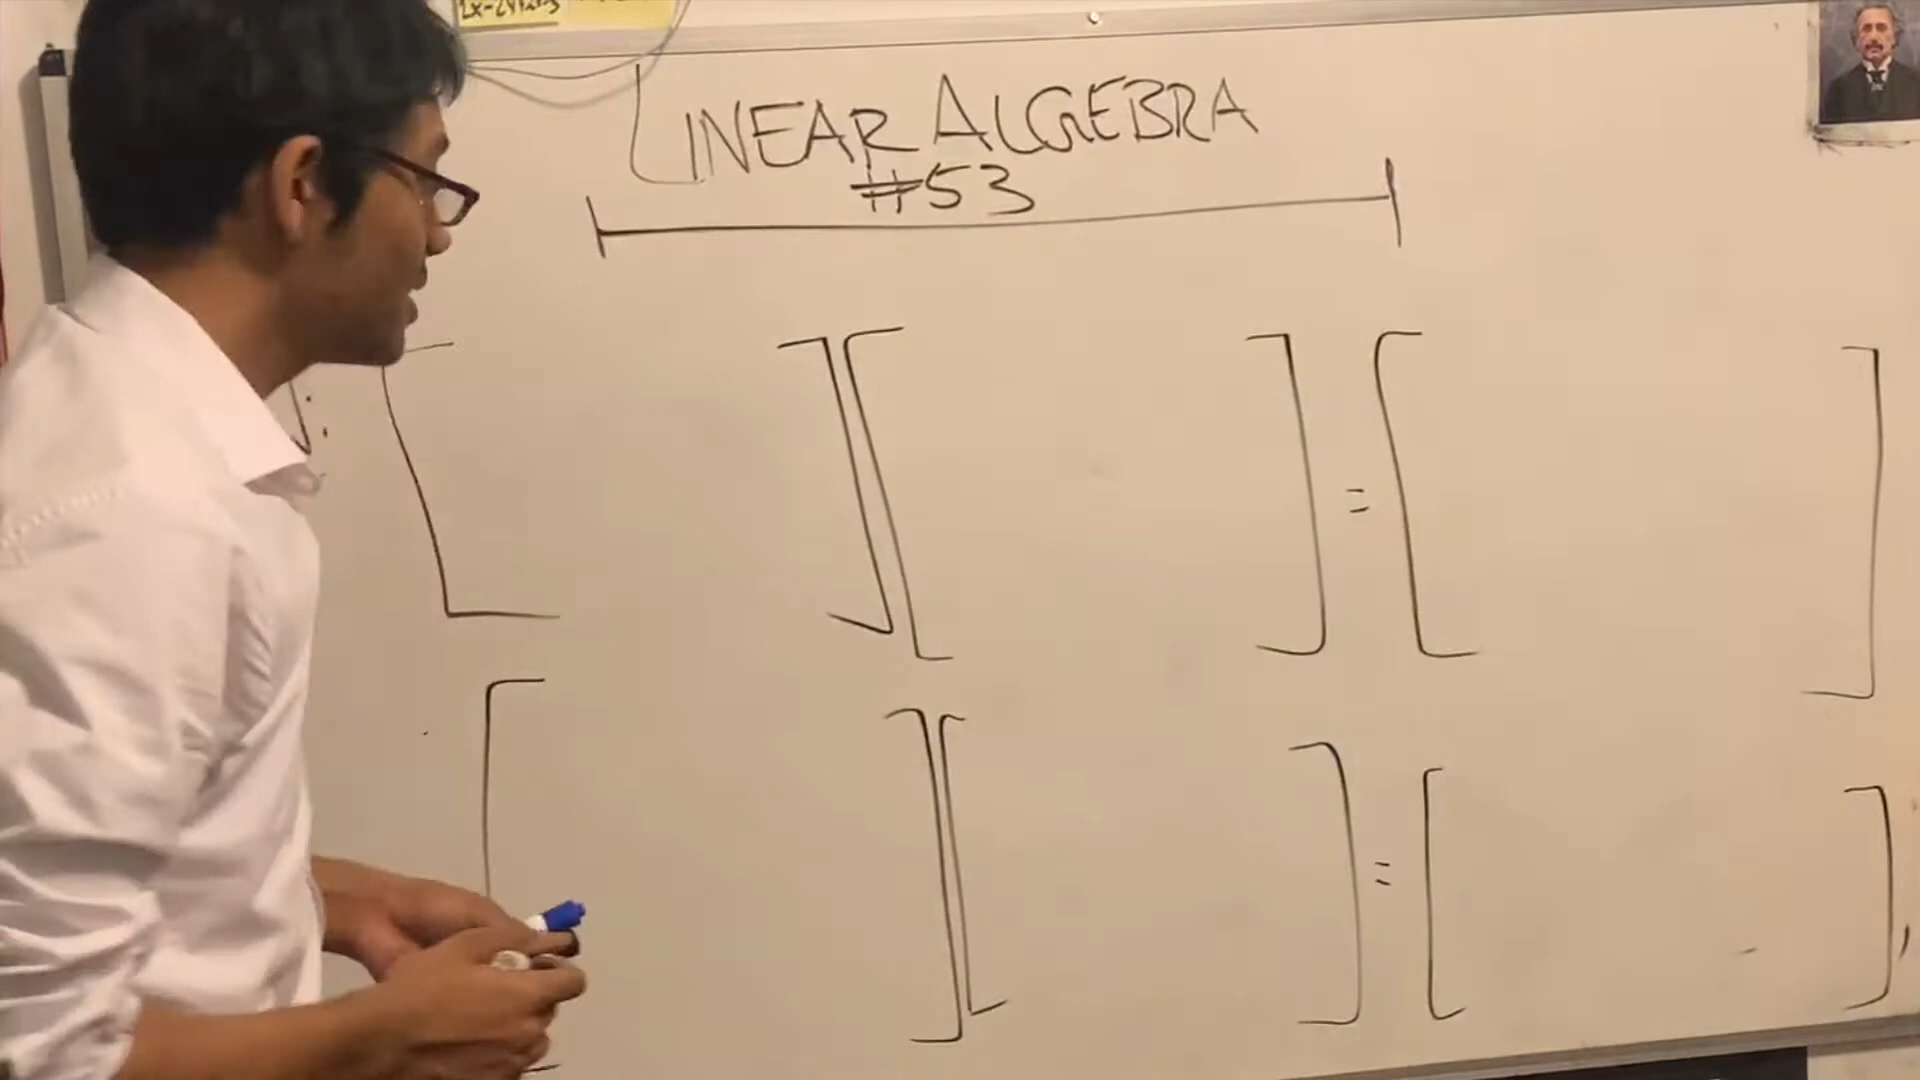 LINEAR ALGEBRA
#53
=
=